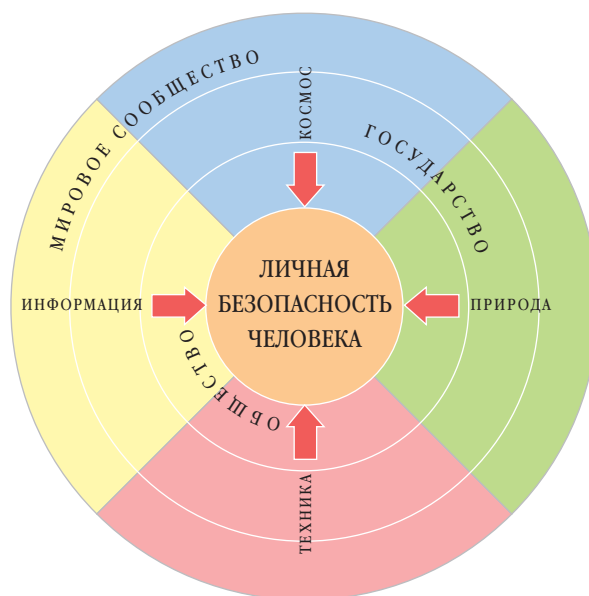 МИРОВОЕ СООБЩЕСТВО
КОСМОС
ГОСУДАРСТВО
ЛИЧНАЯ
БЕЗОПАСНОСТЬ
ЧЕЛОВЕКА
ИНФОРМАЦИЯ
ПРИРОДА
ОБЩЕСТВО
ТЕХНИКА